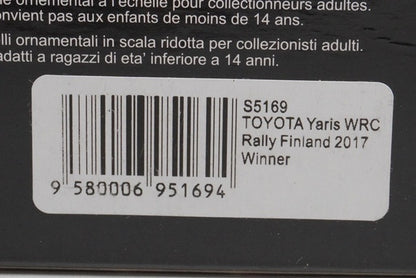 ornemental à l'échelle pour collectionneurs adultes.
nvient pas aux enfants de moins de 14 ans.
elli ornamentali in scala ridotta per collezionisti adulti.
adatti a ragazzi di eta' inferiore a 14 anni.
S5169
TOYOTA Yaris WRC
Rally Finland 2017
Winner
9 580006 951694